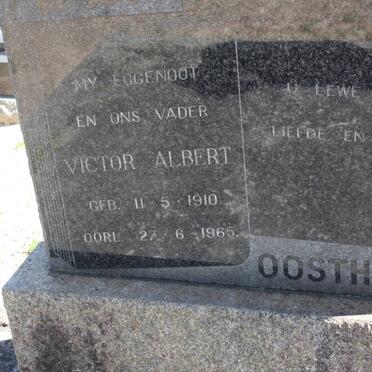 MY EGGENOOT
EN ONS VADER
VICTOR ALBERT
GEB. 11-5-1910
OORL. 27-6-1965.
U LEWE
LIEFDE EN
OOSTH